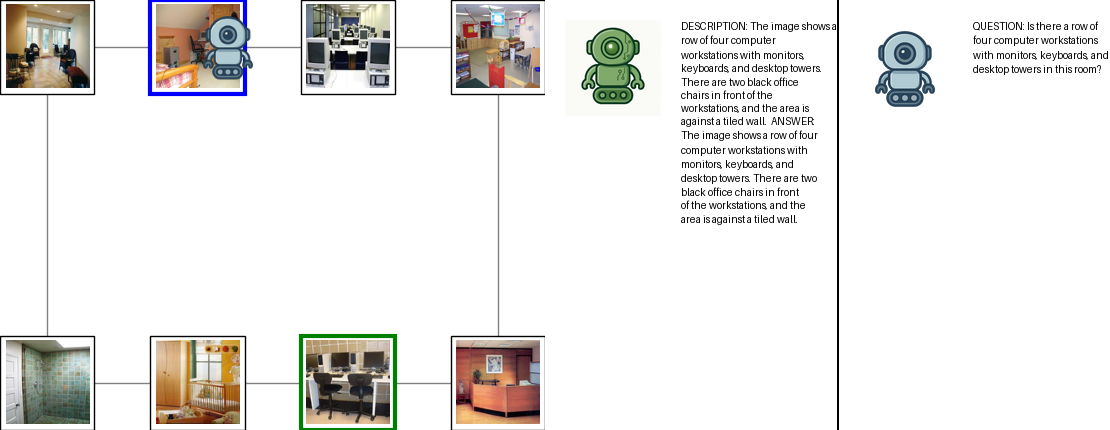 DESCRIPTION: The image shows a
row of four computer
workstations with monitors,
keyboards, and desktop towers.
There are two black office
chairs in front of the
workstations, and the area is
against a tiled wall. ANSWER:
The image shows a row of four
computer workstations with
monitors, keyboards, and
desktop towers. There are two
black office chairs in front
of the workstations, and the
area is against a tiled wall.
QUESTION: Is there a row of
four computer workstations
with monitors, keyboards, and
desktop towers in this room?